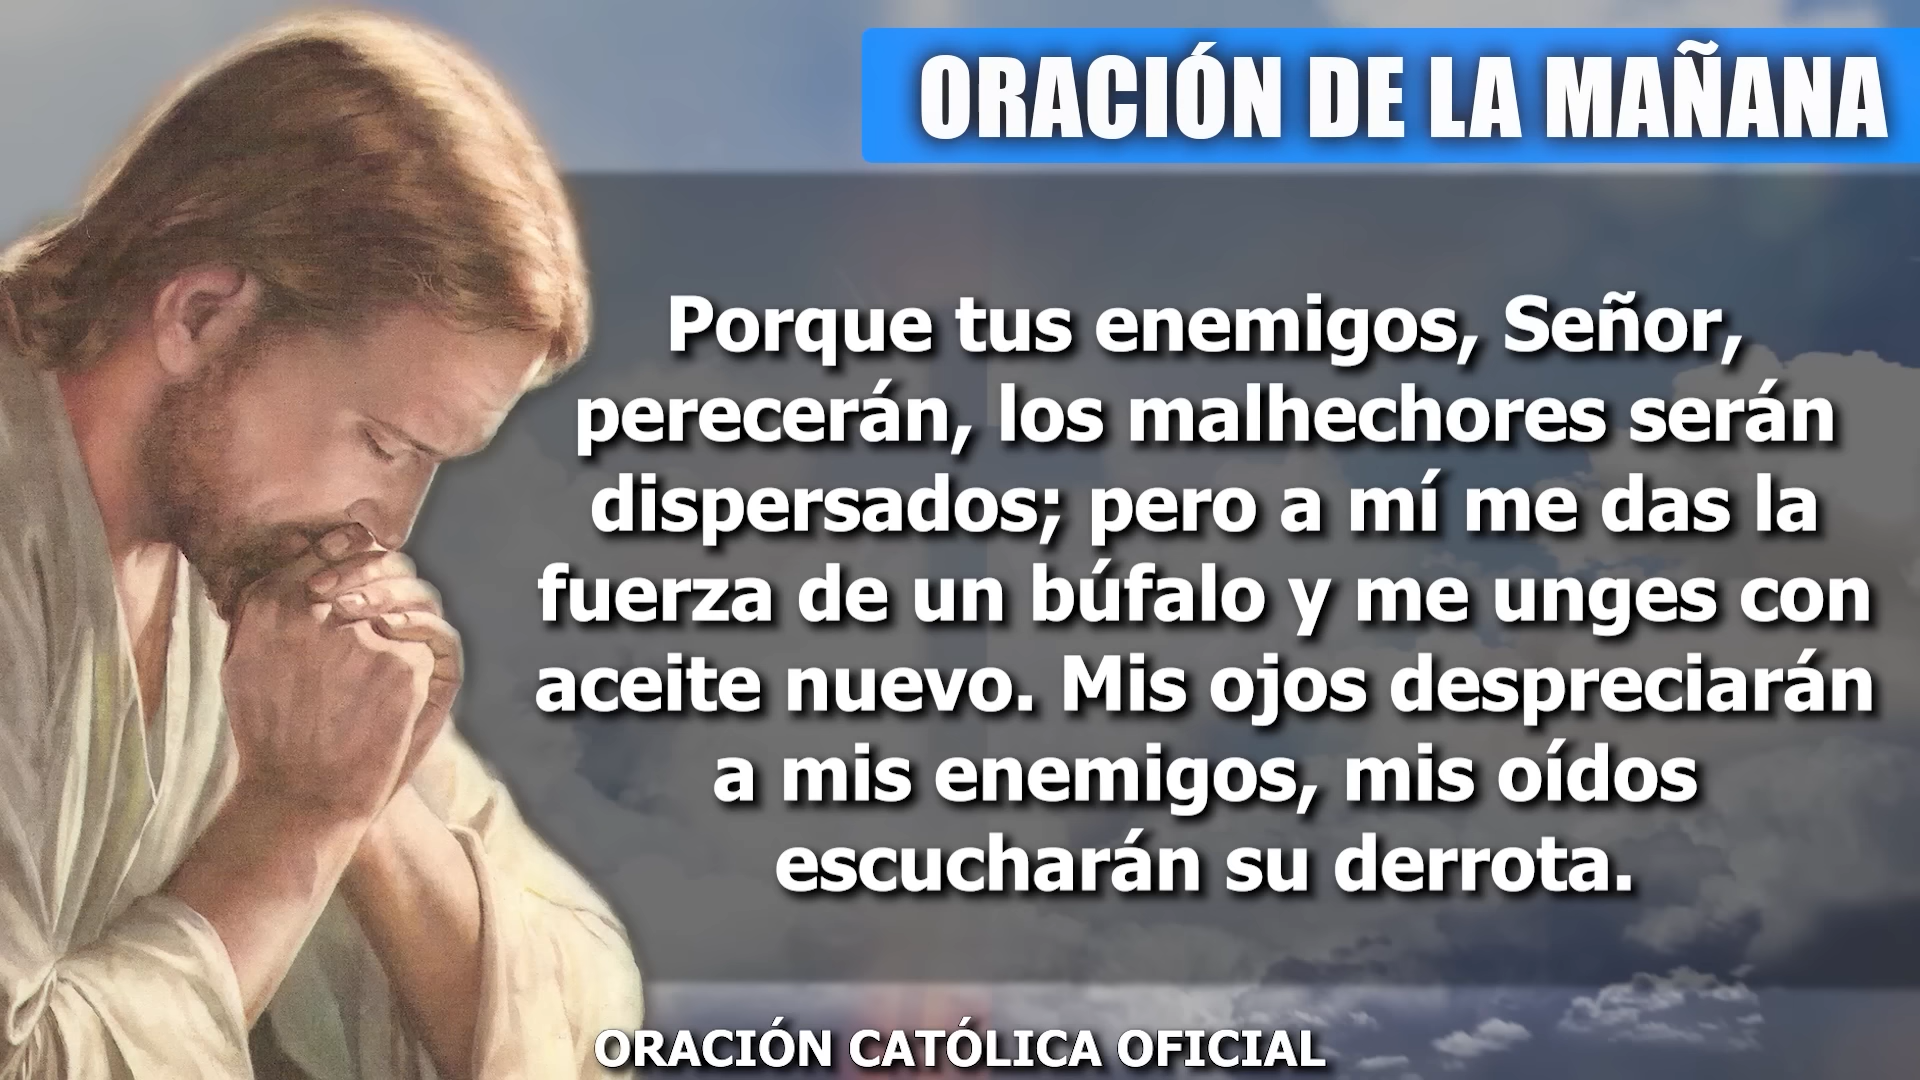 ORACIÓN DE LA MAÑANA
Porque tus enemigos, Señor,
perecerán, los malhechores serán
dispersados; pero a mí me das la
fuerza de un búfalo y me unges con
aceite nuevo. Mis ojos despreciarán
a mis enemigos, mis oídos
escucharán su derrota.
ORACIÓN CATÓLICA OFICIAL